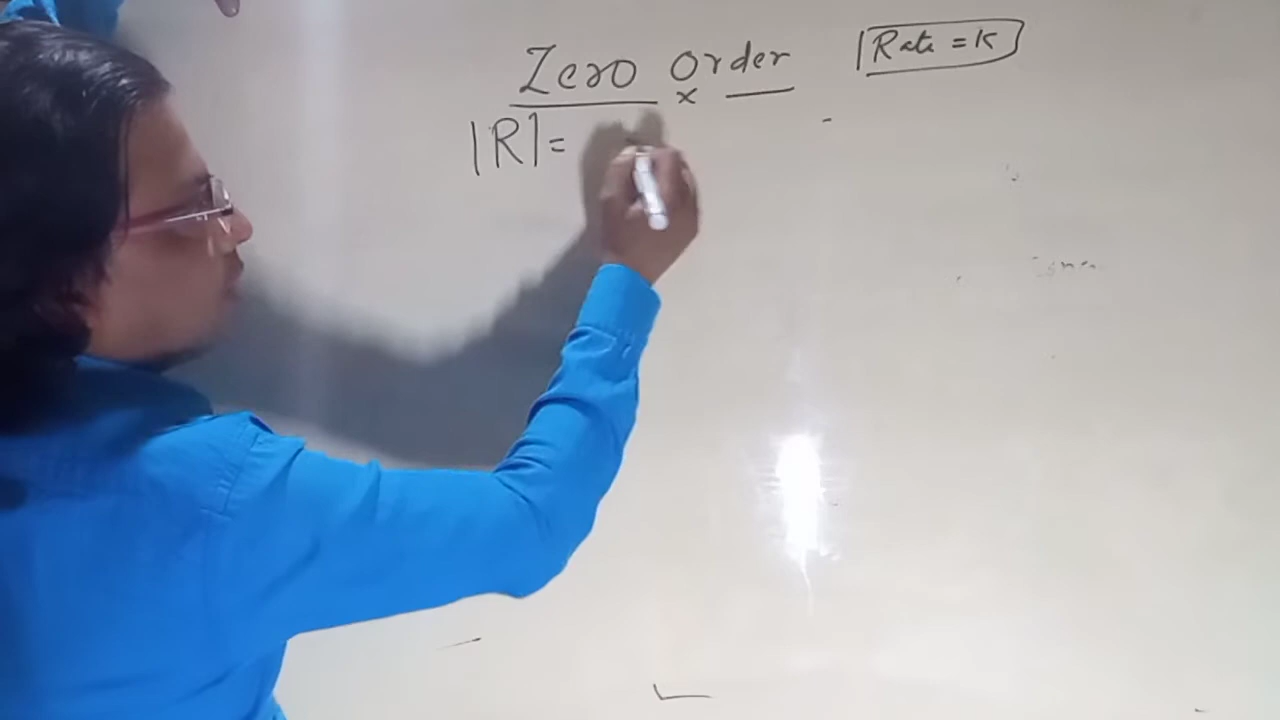 Zero order
Rate = K
[R] =